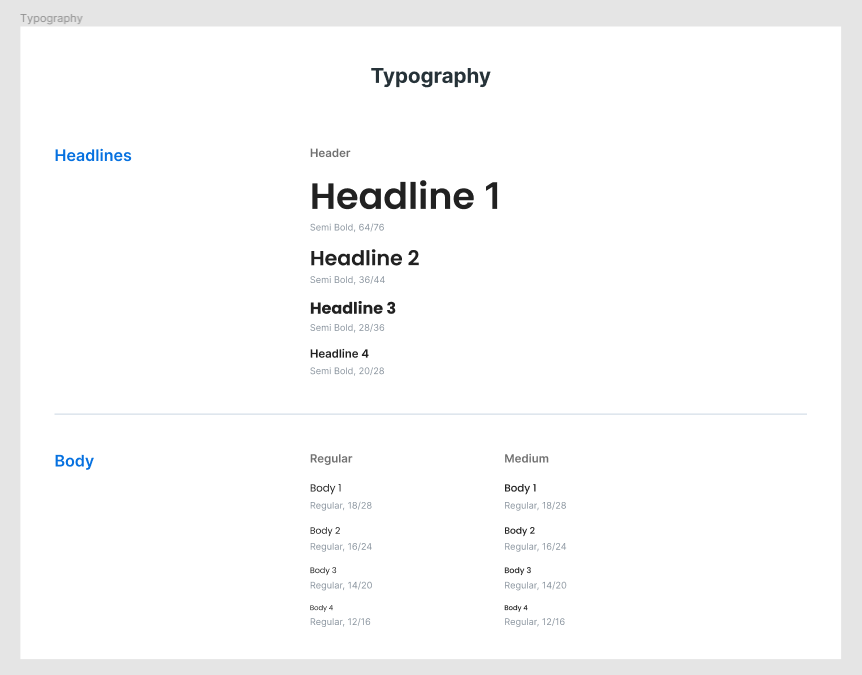 Typography
Typography
Headlines
Header
Headline 1
Semi Bold, 64/76
Headline 2
Semi Bold, 36/44
Headline 3
Semi Bold, 28/36
Headline 4
Semi Bold, 20/28
Body
Regular
Body 1
Regular, 18/28
Body 2
Regular, 16/24
Body 3
Regular, 14/20
Body 4
Regular, 12/16
Medium
Body 1
Regular, 18/28
Body 2
Regular, 16/24
Body 3
Regular, 14/20
Body 4
Regular, 12/16